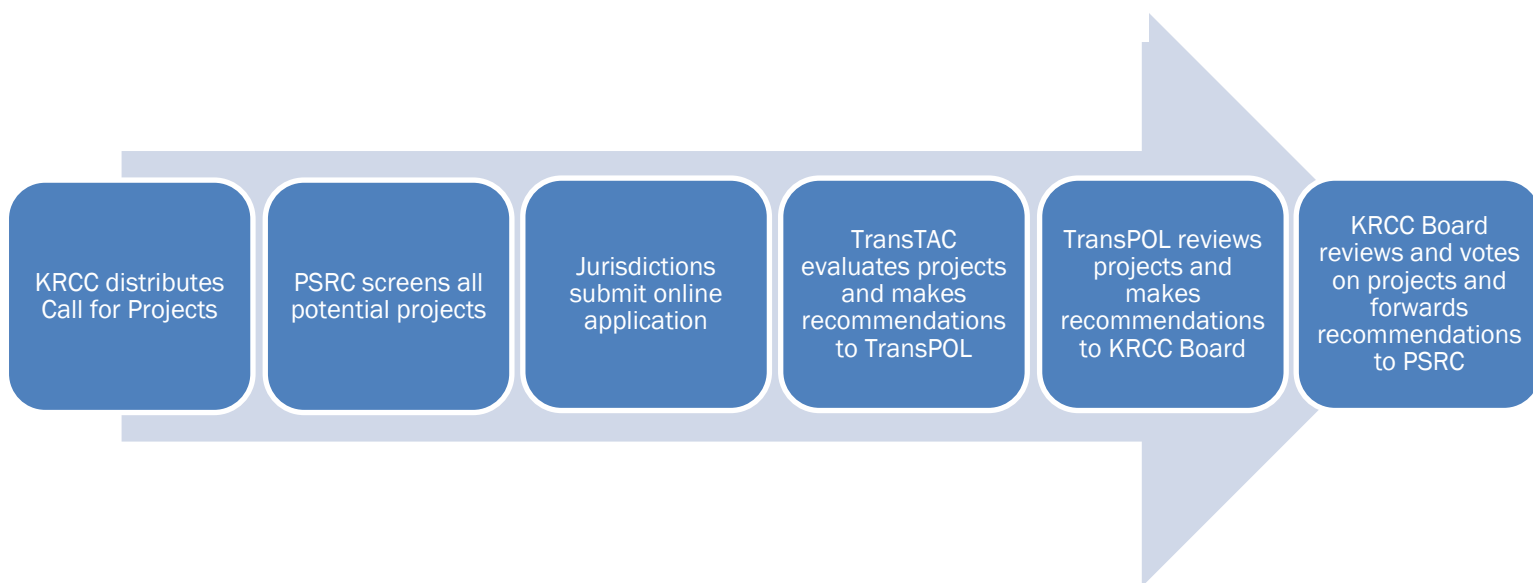 KRCC distributes
Call for Projects
PSRC screens all
potential projects
Jurisdictions
submit online
application
TransTAC
evaluates projects
and makes
recommendations
to TransPOL
TransPOL reviews
projects and
makes
recommendations
to KRCC Board
KRCC Board
reviews and votes
on projects and
forwards
recommendations
to PSRC